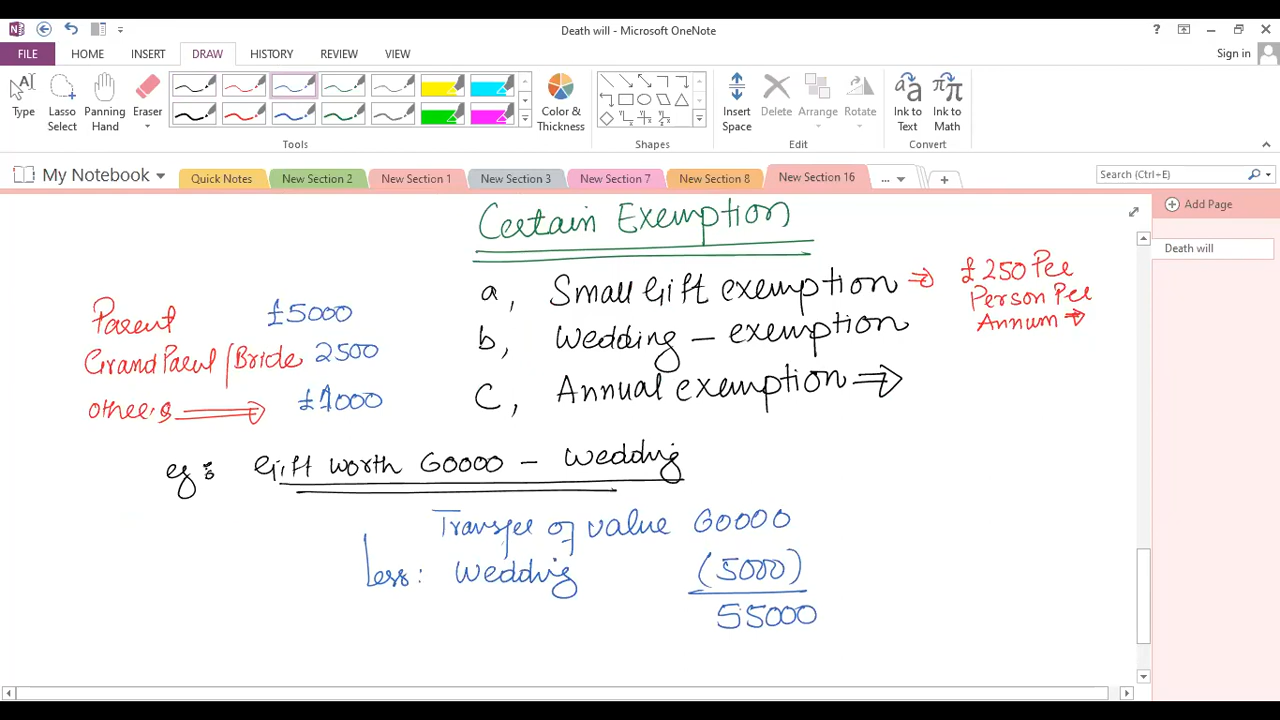 Death will - Microsoft OneNote
Sign in
FILE HOME INSERT DRAW HISTORY REVIEW VIEW
Type Lasso Select Panning Hand Eraser
Color & Thickness
Insert Space Delete Arrange Rotate
Ink to Text Ink to Math
Tools Shapes Edit Convert
My Notebook Quick Notes New Section 2 New Section 1 New Section 3 New Section 7 New Section 8 New Section 16 ... Search (Ctrl+E)
Add Page
Death will
Certain Exemption
a, Small Gift exemption → £250 Per
Person Per
Annum →
b, Wedding – exemption
c, Annual exemption ⇒
Parent £5000
Grand Parent / Bride 2500
others £1000
eg: Gift worth 60000 – Wedding
Transfer of value 60000
Less: Wedding (5000)
55000